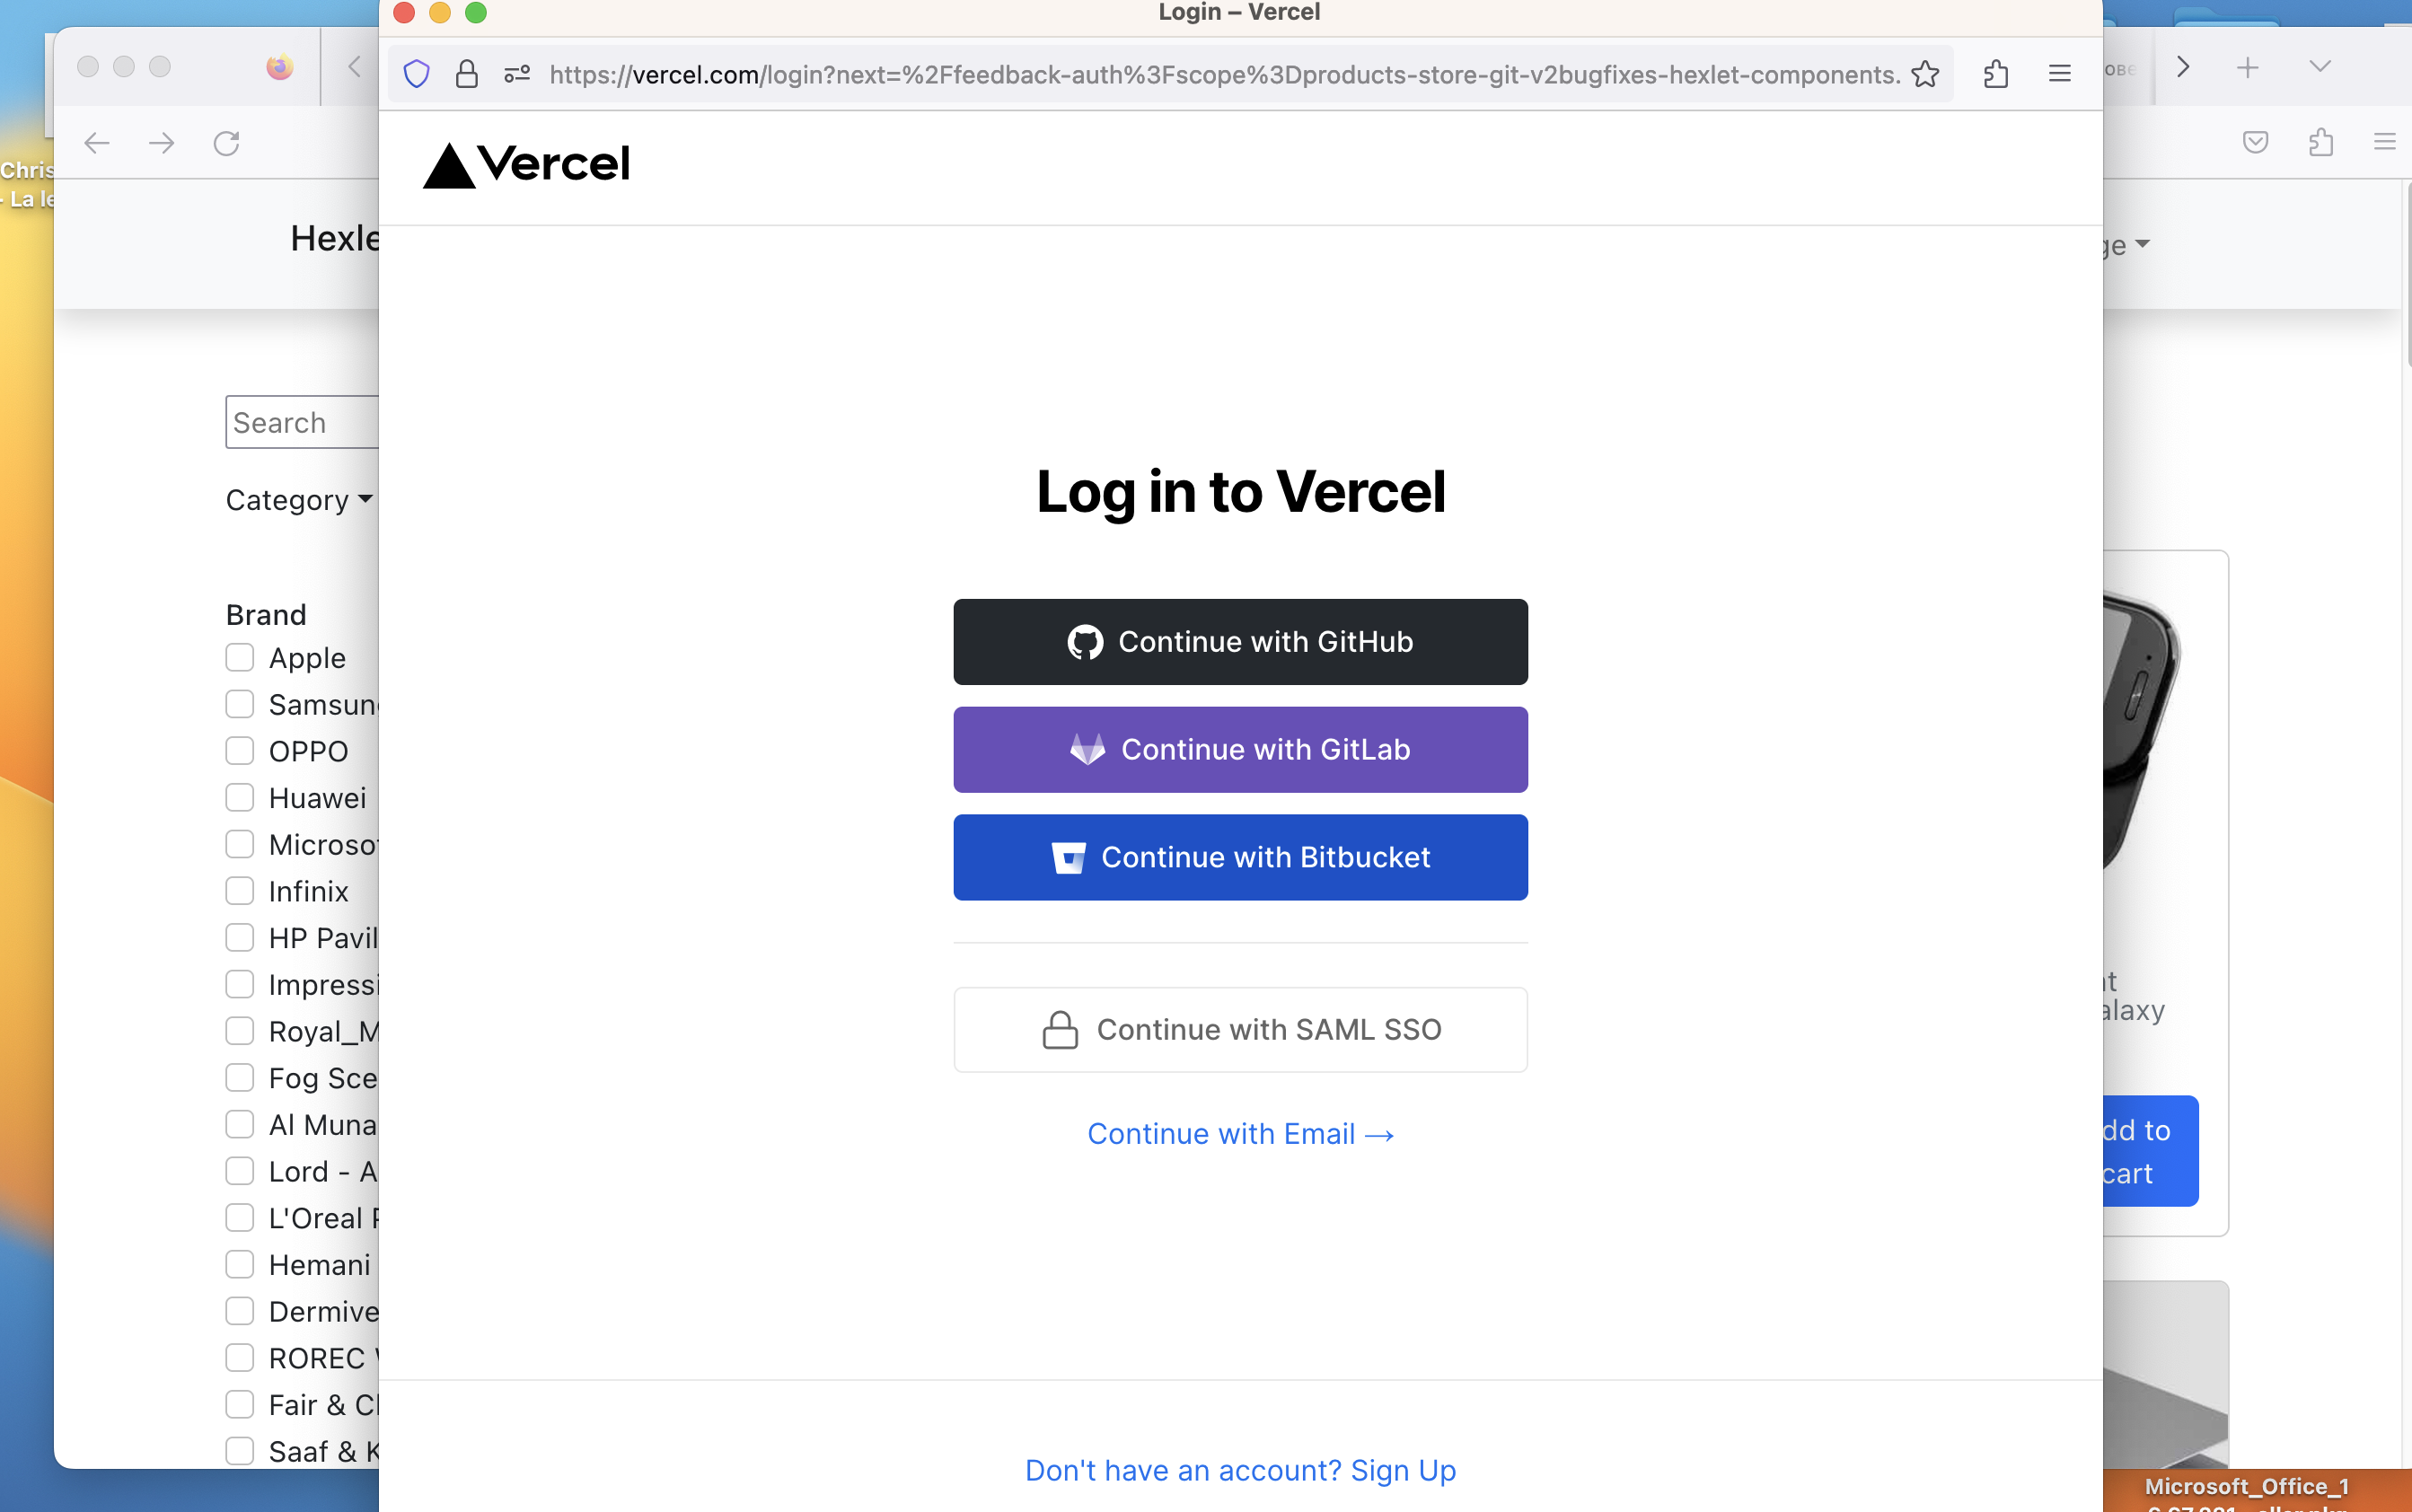 Login – Vercel
https://vercel.com/login?next=%2Ffeedback-auth%3Fscope%3Dproducts-store-git-v2bugfixes-hexlet-components.
Vercel
Log in to Vercel
Continue with GitHub
Continue with GitLab
Continue with Bitbucket
Continue with SAML SSO
Continue with Email →
Don't have an account? Sign Up
Chris
- La le
Hexle
Search
Category
Brand
Apple
Samsung
OPPO
Huawei
Microsof
Infinix
HP Pavil
Impressi
Royal_M
Fog Sce
Al Muna
Lord - A
L'Oreal P
Hemani
Dermive
ROREC
Fair & Cl
Saaf & K
ge
alaxy
dd to
cart
Microsoft_Office_1